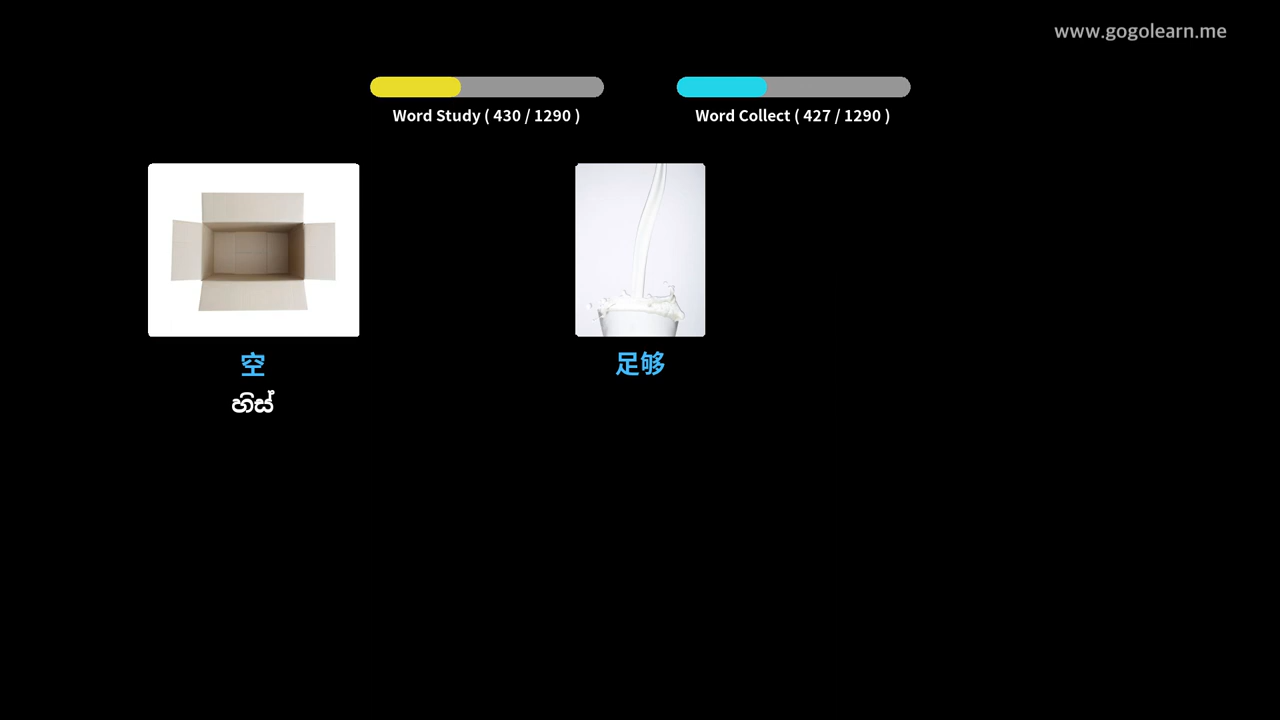 www.gogolearn.me
Word Study ( 430 / 1290 )
Word Collect ( 427 / 1290 )
空
හිස්
足够